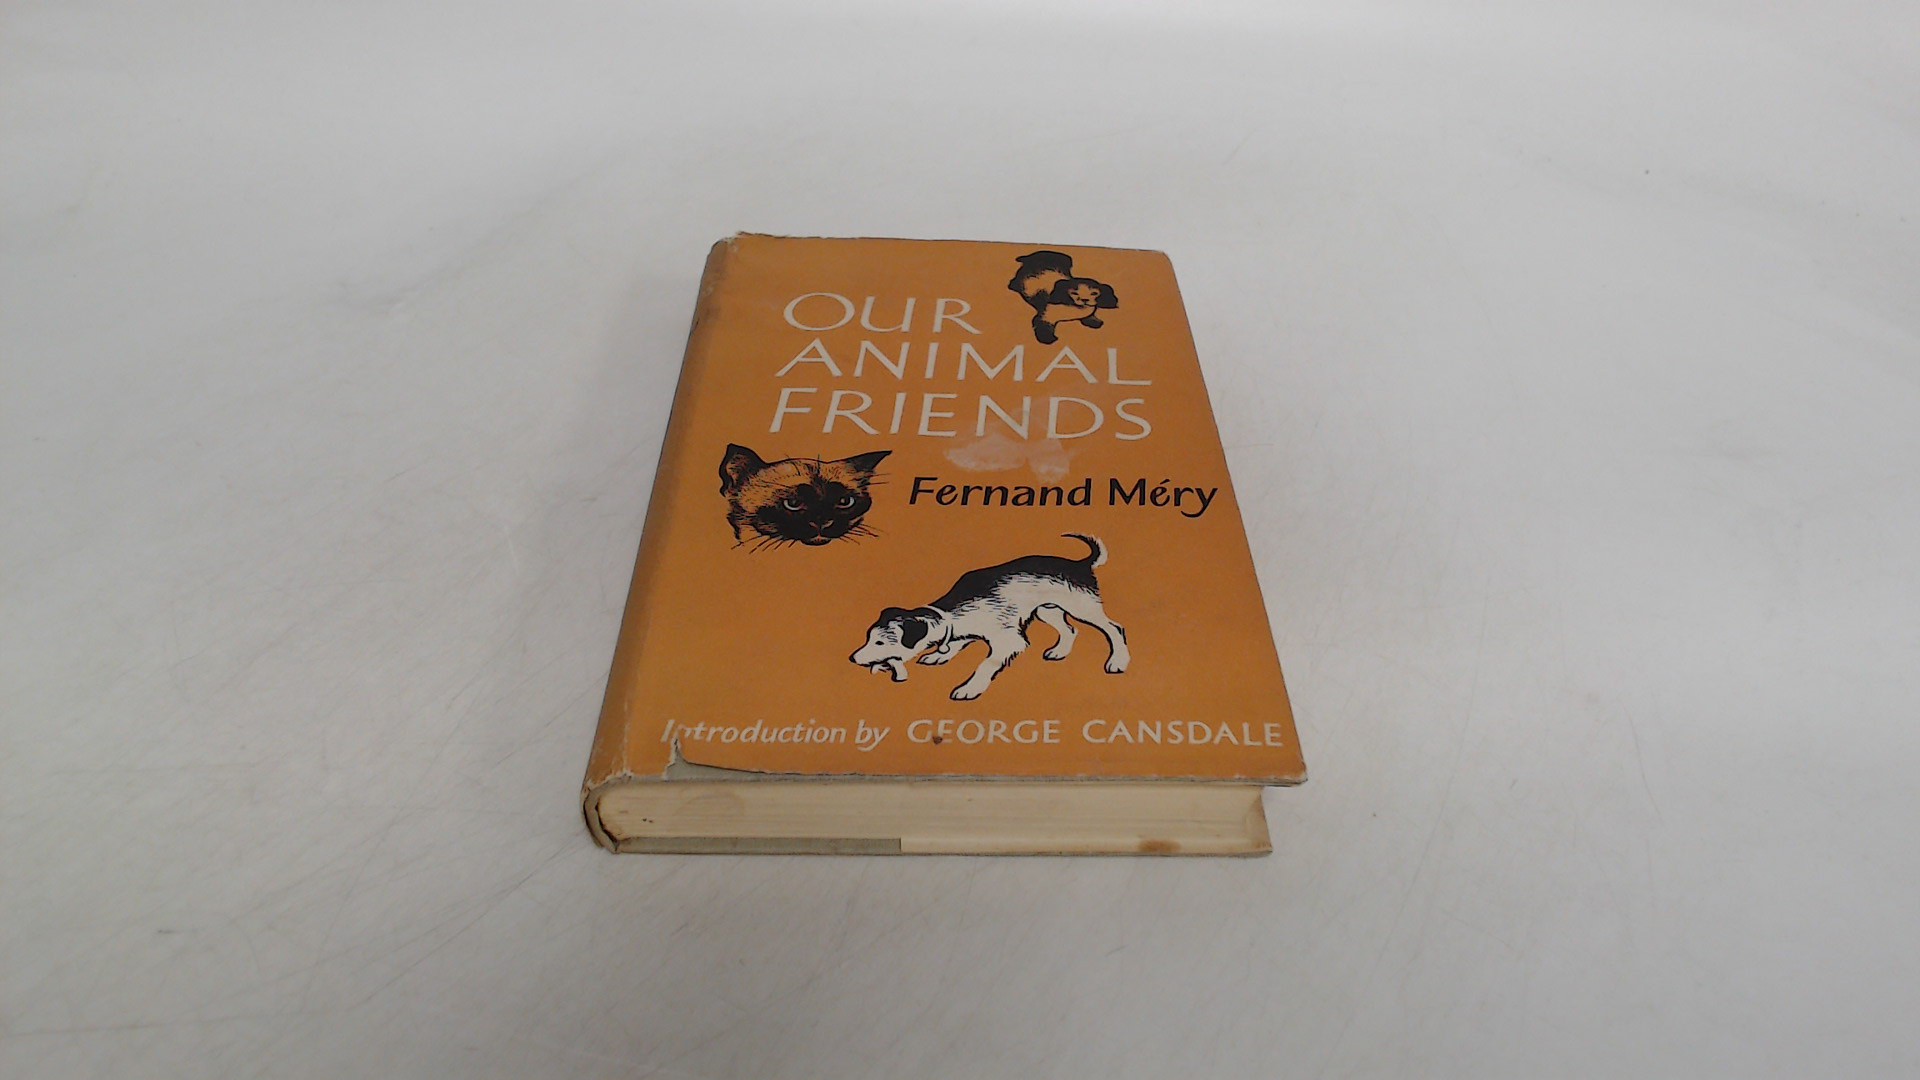 OUR
ANIMAL
FRIENDS
Fernand Méry
Introduction by GEORGE CANSDALE